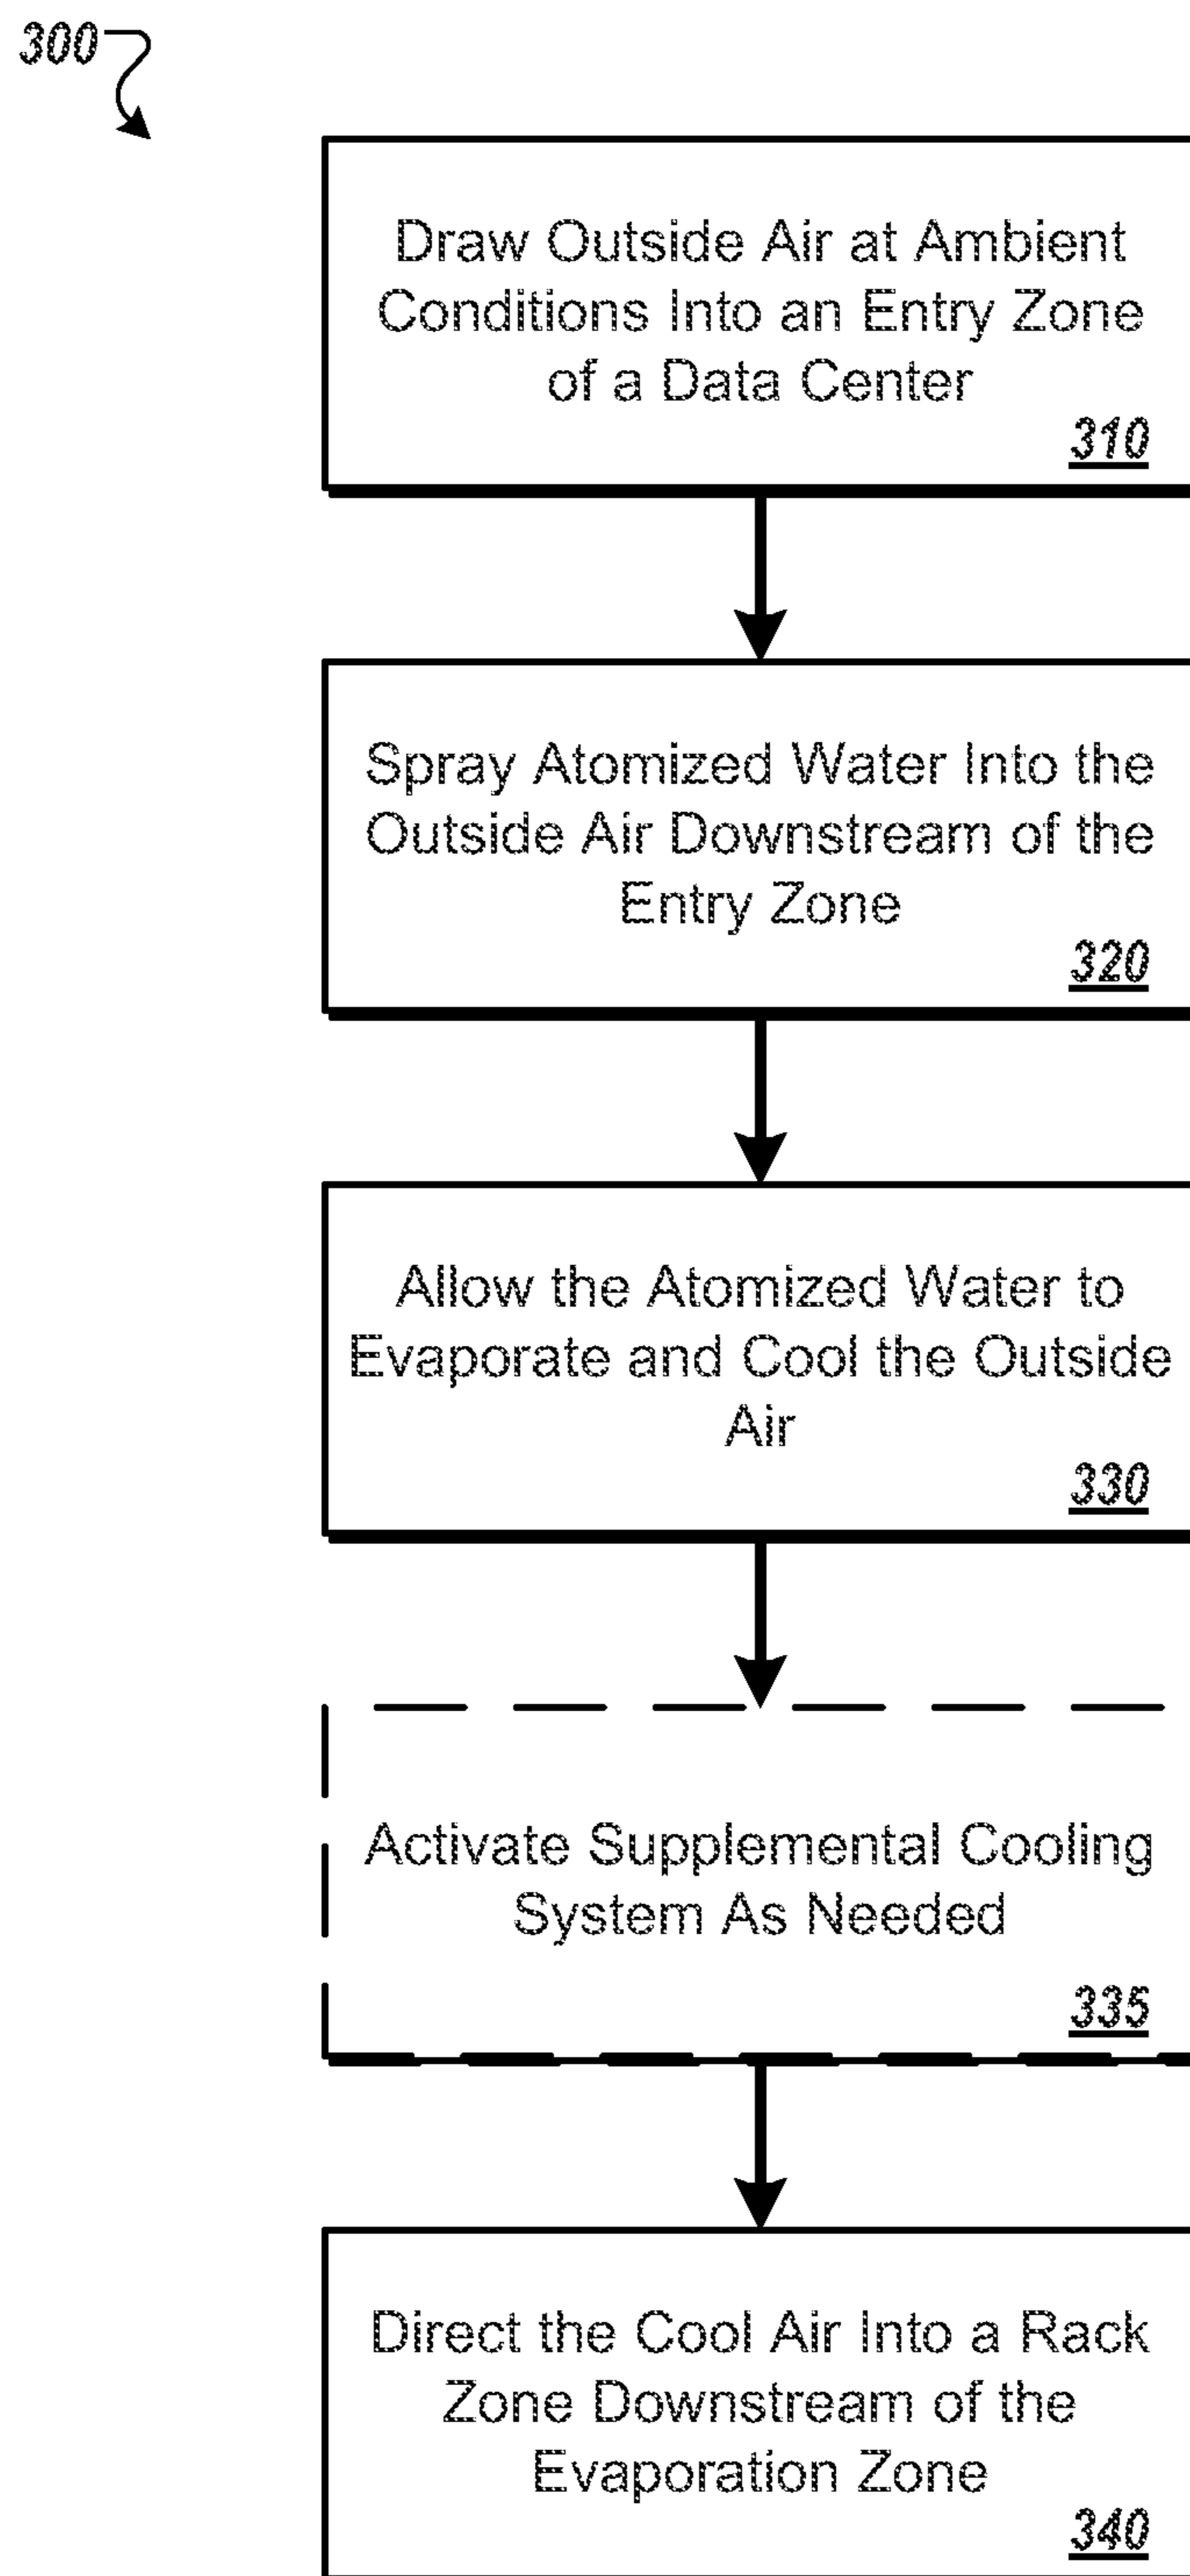 300
Draw Outside Air at Ambient
Conditions Into an Entry Zone
of a Data Center
310
Spray Atomized Water Into the
Outside Air Downstream of the
Entry Zone
320
Allow the Atomized Water to
Evaporate and Cool the Outside
Air
330
Activate Supplemental Cooling
System As Needed
335
Direct the Cool Air Into a Rack
Zone Downstream of the
Evaporation Zone
340